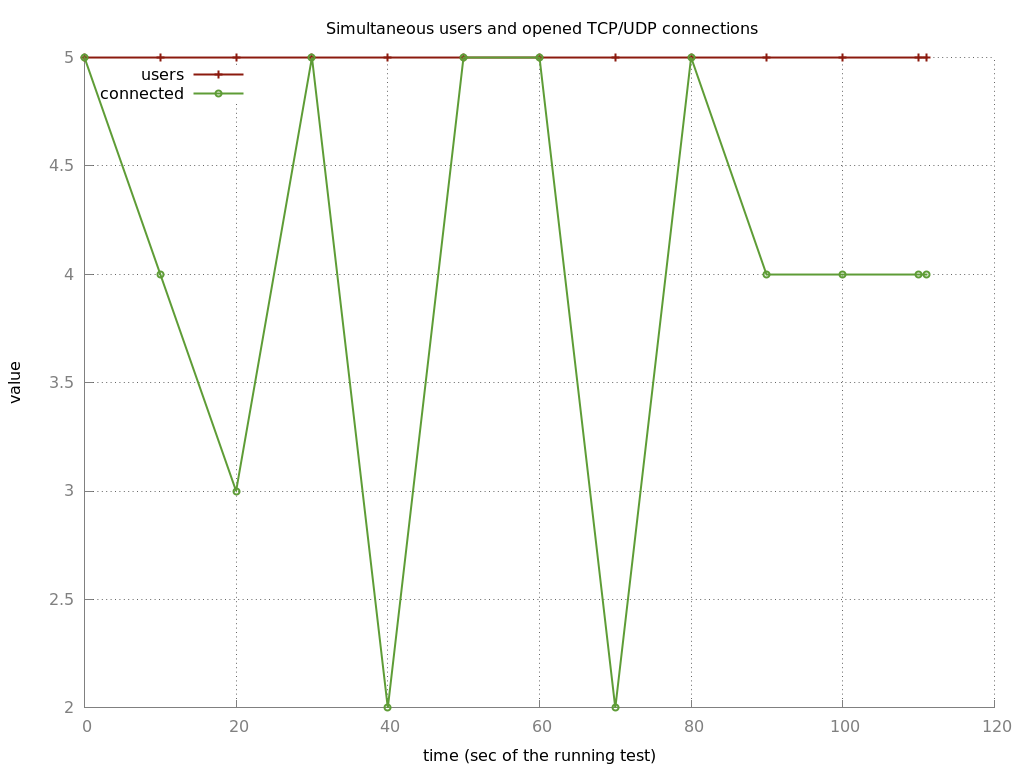 Simultaneous users and opened TCP/UDP connections
5
users
connected
4.5
4
3.5
value
3
2.5
2
0 20 40 60 80 100 120
time (sec of the running test)